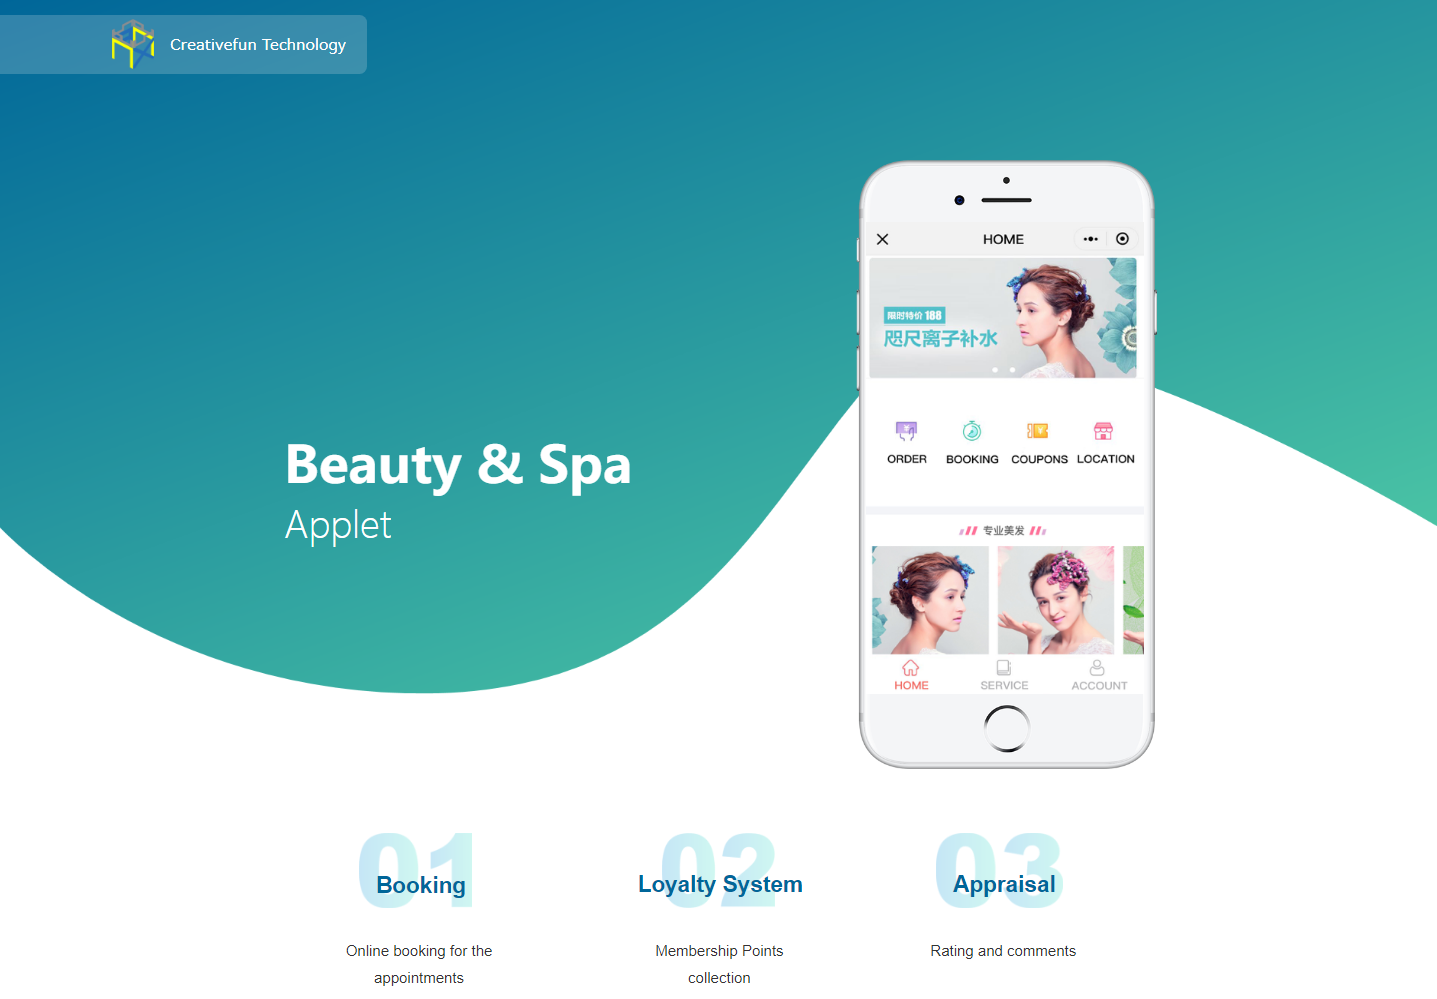 Creativefun Technology
HOME
限时特价 188
咫尺离子补水
ORDER
BOOKING
COUPONS
LOCATION
Beauty & Spa
Applet
专业美发
HOME
SERVICE
ACCOUNT
01
Booking
Online booking for the
appointments
02
Loyalty System
Membership Points
collection
03
Appraisal
Rating and comments